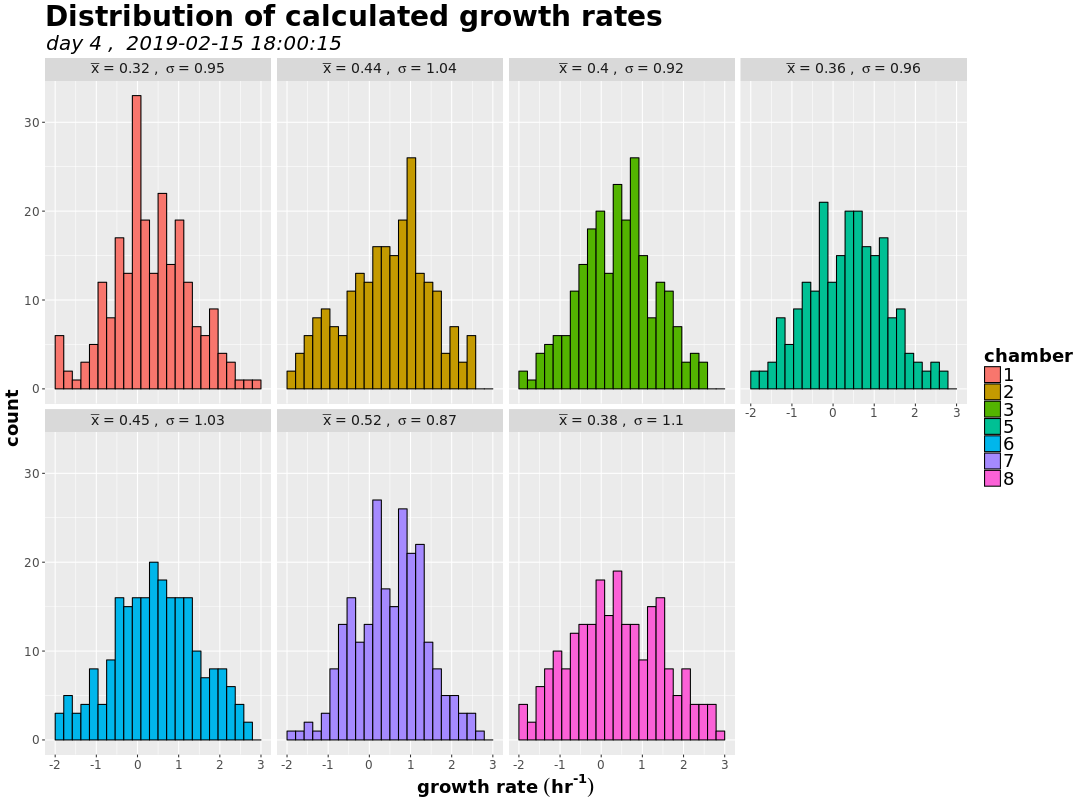 Distribution of calculated growth rates
day 4 ,  2019-02-15 18:00:15
x̅ = 0.32 ,  σ = 0.95
x̅ = 0.44 ,  σ = 1.04
x̅ = 0.4 ,  σ = 0.92
x̅ = 0.36 ,  σ = 0.96
30
20
10
0
-2 -1 0 1 2 3
count
chamber
1
2
3
5
6
7
8
x̅ = 0.45 ,  σ = 1.03
x̅ = 0.52 ,  σ = 0.87
x̅ = 0.38 ,  σ = 1.1
30
20
10
0
-2 -1 0 1 2 3
-2 -1 0 1 2 3
-2 -1 0 1 2 3
growth rate (hr⁻¹)